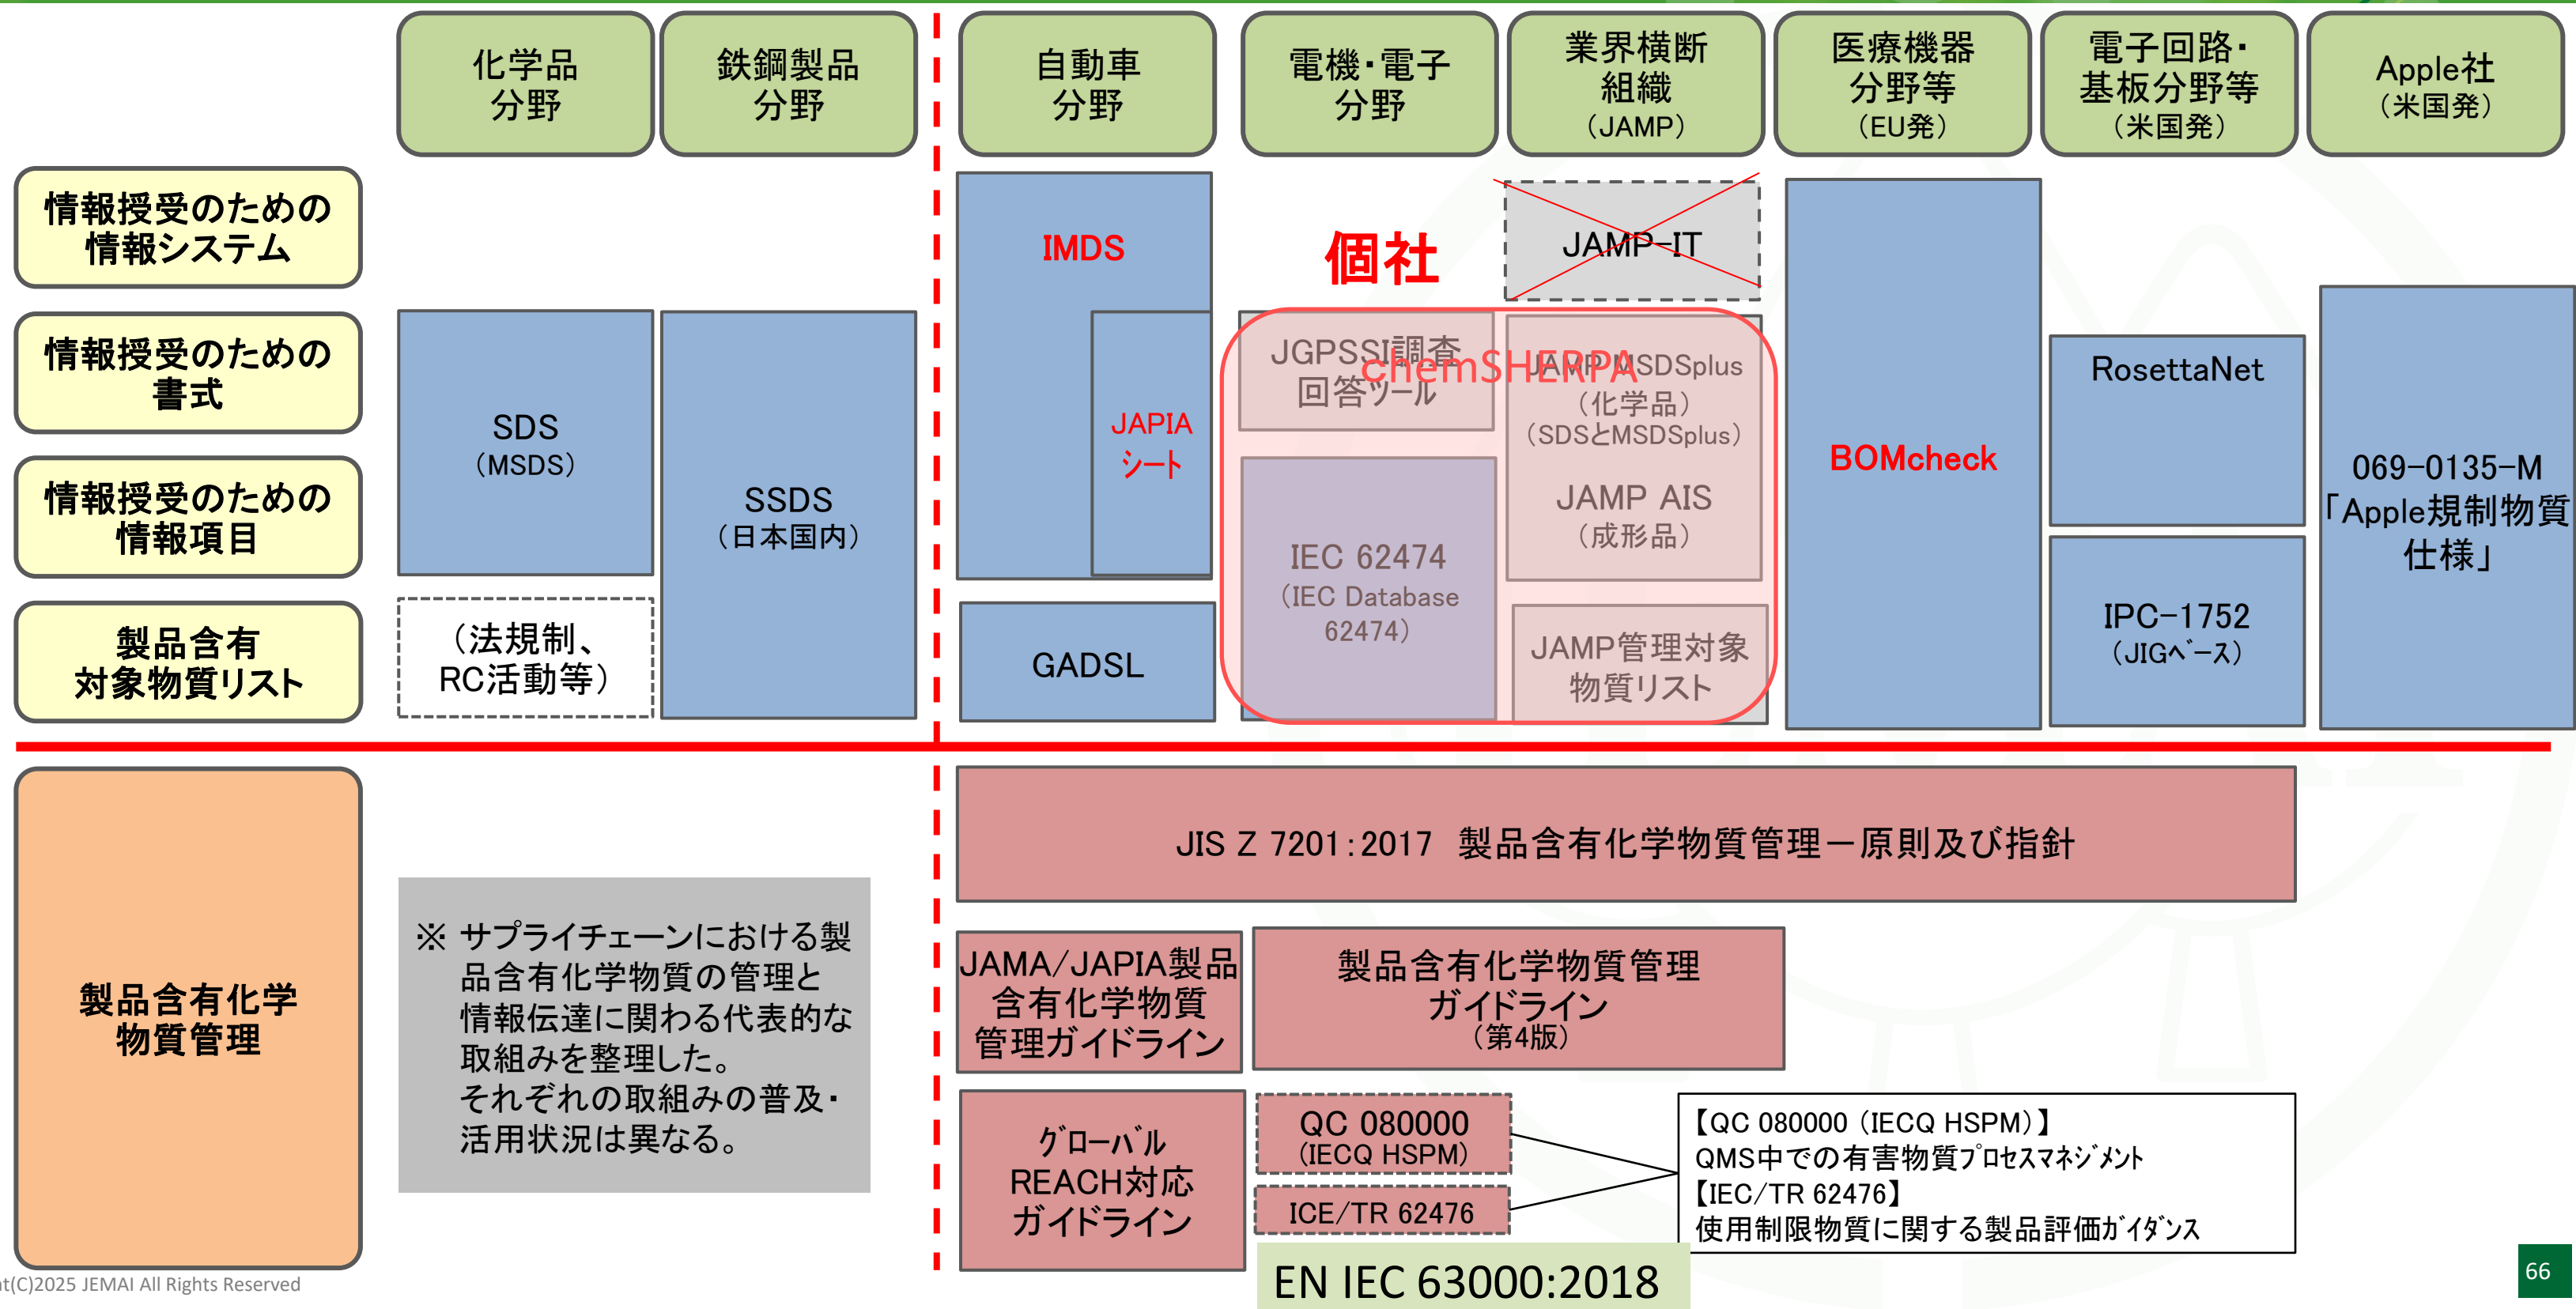 化学品
分野
鉄鋼製品
分野
自動車
分野
電機・電子
分野
業界横断
組織
（JAMP）
医療機器
分野等
（EU発）
電子回路・
基板分野等
（米国発）
Apple社
（米国発）
情報授受のための
情報システム
IMDS
個社
JAMP-IT
情報授受のための
書式
JGPSSI調査
回答ツール
chemSHERPA
JAMP MSDSplus
（化学品）
（SDSとMSDSplus）
RosettaNet
SDS
（MSDS）
JAPIA
シート
BOMcheck
情報授受のための
情報項目
SSDS
（日本国内）
IEC 62474
（IEC Database
62474）
JAMP AIS
（成形品）
069-0135-M
「Apple規制物質
仕様」
製品含有
対象物質リスト
（法規制、
RC活動等）
GADSL
JAMP管理対象
物質リスト
IPC-1752
（JIGﾍﾞｰｽ）
製品含有化学
物質管理
※ サプライチェーンにおける製
品含有化学物質の管理と
情報伝達に関わる代表的な
取組みを整理した。
それぞれの取組みの普及・
活用状況は異なる。
JIS Z 7201：2017 製品含有化学物質管理－原則及び指針
JAMA/JAPIA製品
含有化学物質
管理ガイドライン
製品含有化学物質管理
ガイドライン
（第4版）
ｸﾞﾛｰﾊﾞﾙ
REACH対応
ガイドライン
QC 080000
(IECQ HSPM)
ICE/TR 62476
【QC 080000 (IECQ HSPM)】
QMS中での有害物質ﾌﾟﾛｾｽﾏﾈｼﾞﾒﾝﾄ
【IEC/TR 62476】
使用制限物質に関する製品評価ｶﾞｲﾀﾞﾝｽ
EN IEC 63000:2018
ht(C)2025 JEMAI All Rights Reserved
66